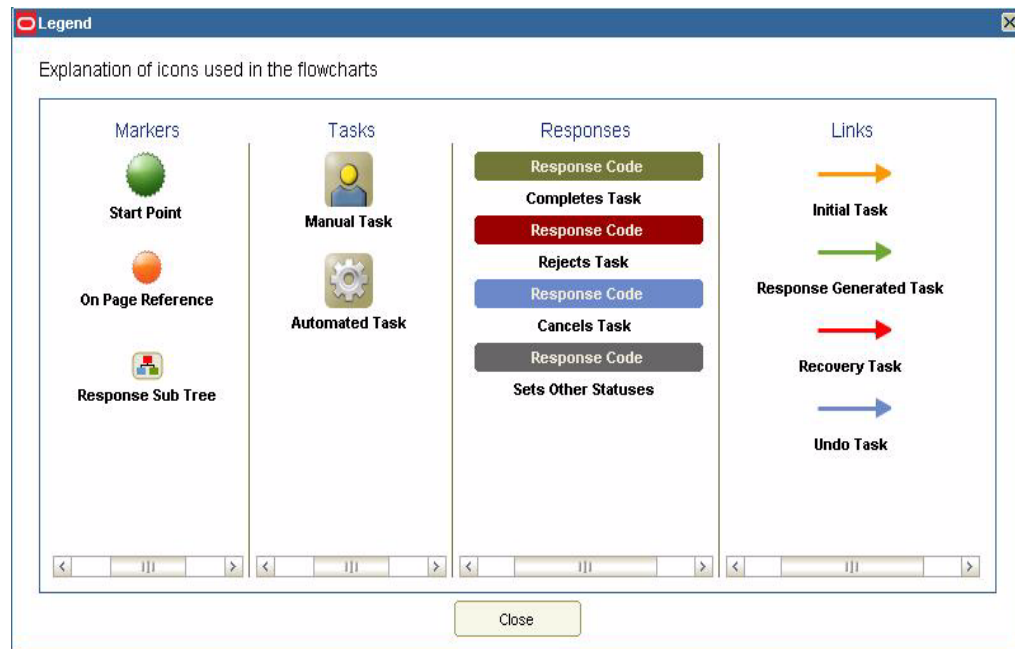 Legend
Explanation of icons used in the flowcharts
Markers
Start Point
On Page Reference
Response Sub Tree
Tasks
Manual Task
Automated Task
Responses
Response Code
Completes Task
Response Code
Rejects Task
Response Code
Cancels Task
Response Code
Sets Other Statuses
Links
Initial Task
Response Generated Task
Recovery Task
Undo Task
Close